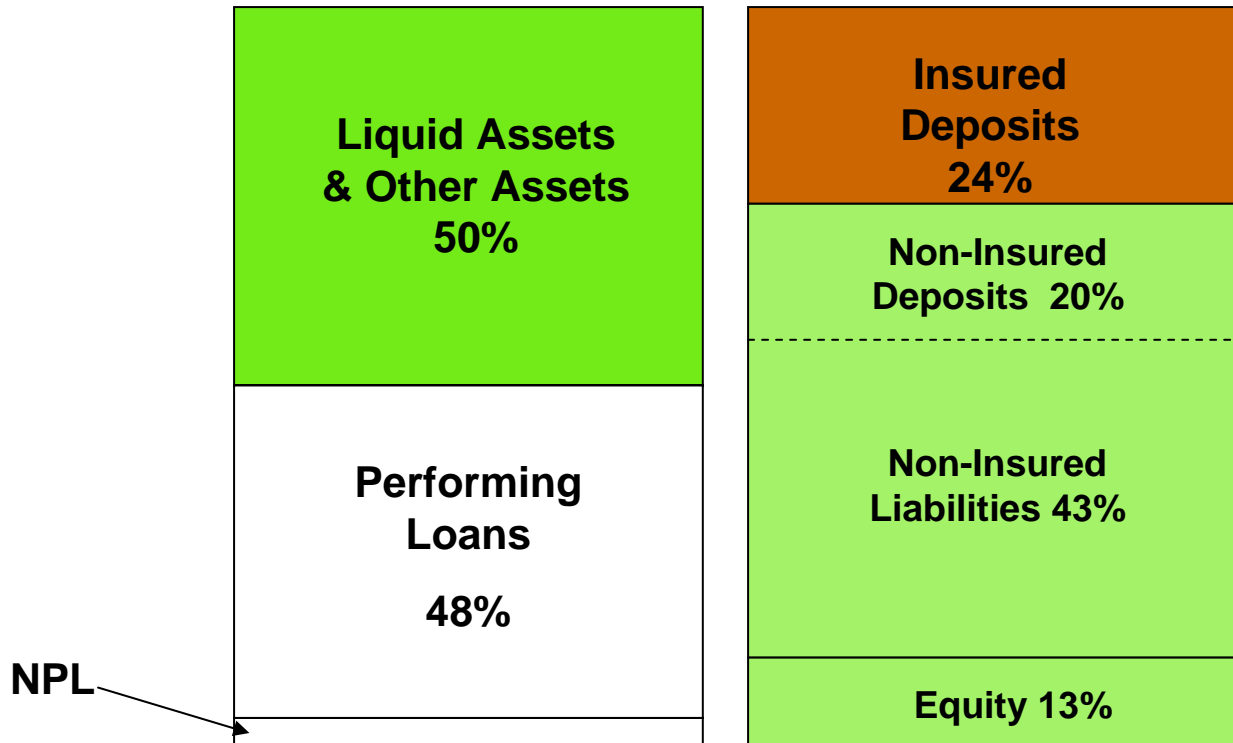 Liquid Assets
& Other Assets
50%
Performing
Loans
48%
NPL
Insured
Deposits
24%
Non-Insured
Deposits 20%
Non-Insured
Liabilities 43%
Equity 13%